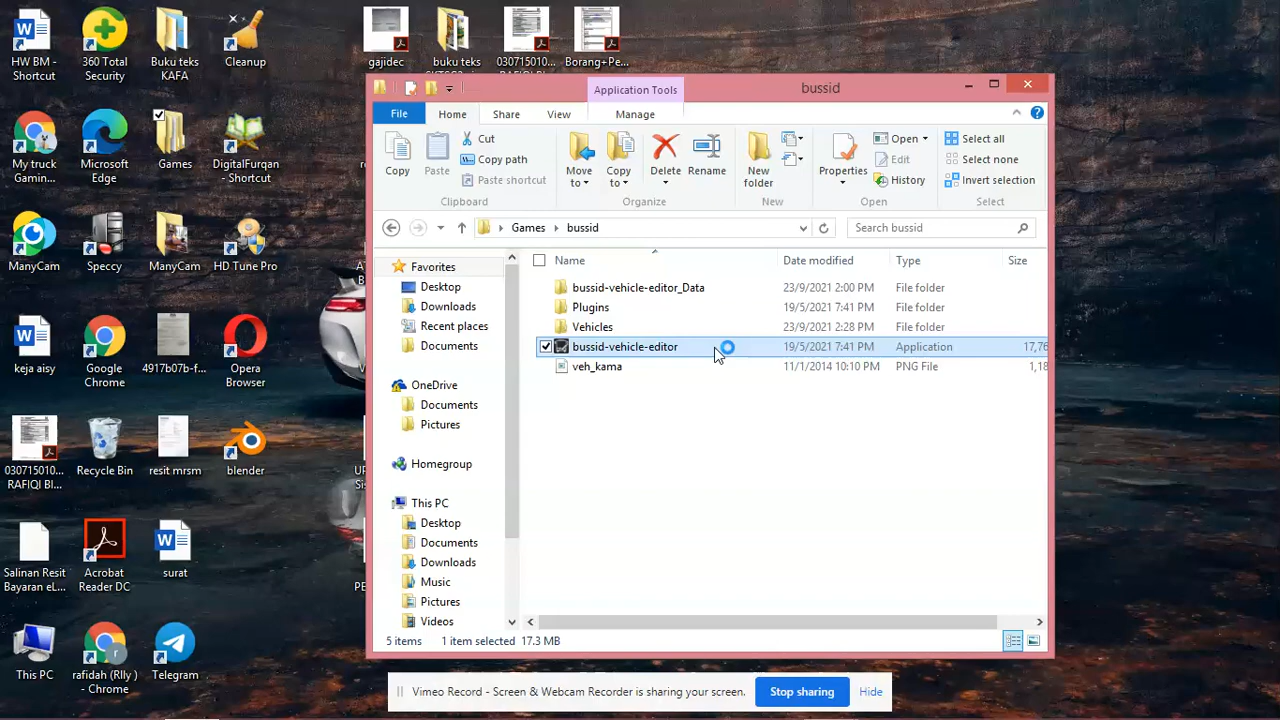 HW BM -
Shortcut
360 Total
Security
Buku teks
KAFA
Cleanup
gajidec
buku teks
030715010...
RAFIQI BI...
Borang+Pe...
My truck
Gamin...
Microsoft
Edge
Games
DigitalFurqan
- Shortcut
ManyCam
Speccy
ManyCam
HD Tune Pro
keja aisy
Google
Chrome
4917b07b-f...
Opera
Browser
030715010...
RAFIQI BI...
Recycle Bin
resit mrsm
blender
Salinan Resit
Bayaran eL...
Acrobat
Reader DC
surat
This PC
rafidah (Rlly )
- Chrome
Telegram
Application Tools
bussid
File
Home
Share
View
Manage
Copy
Paste
Cut
Copy path
Paste shortcut
Move
to
Copy
to
Delete
Rename
New
folder
Properties
Open
Edit
History
Select all
Select none
Invert selection
Clipboard
Organize
New
Open
Select
Games
bussid
Search bussid
Favorites
Desktop
Downloads
Recent places
Documents
OneDrive
Documents
Pictures
Homegroup
This PC
Desktop
Documents
Downloads
Music
Pictures
Videos
Name Date modified Type Size
bussid-vehicle-editor_Data 23/9/2021 2:00 PM File folder
Plugins 19/5/2021 7:41 PM File folder
Vehicles 23/9/2021 2:28 PM File folder
bussid-vehicle-editor 19/5/2021 7:41 PM Application 17,76
veh_kama 11/1/2014 10:10 PM PNG File 1,18
5 items 1 item selected 17.3 MB
Vimeo Record - Screen & Webcam Recorder is sharing your screen.
Stop sharing
Hide